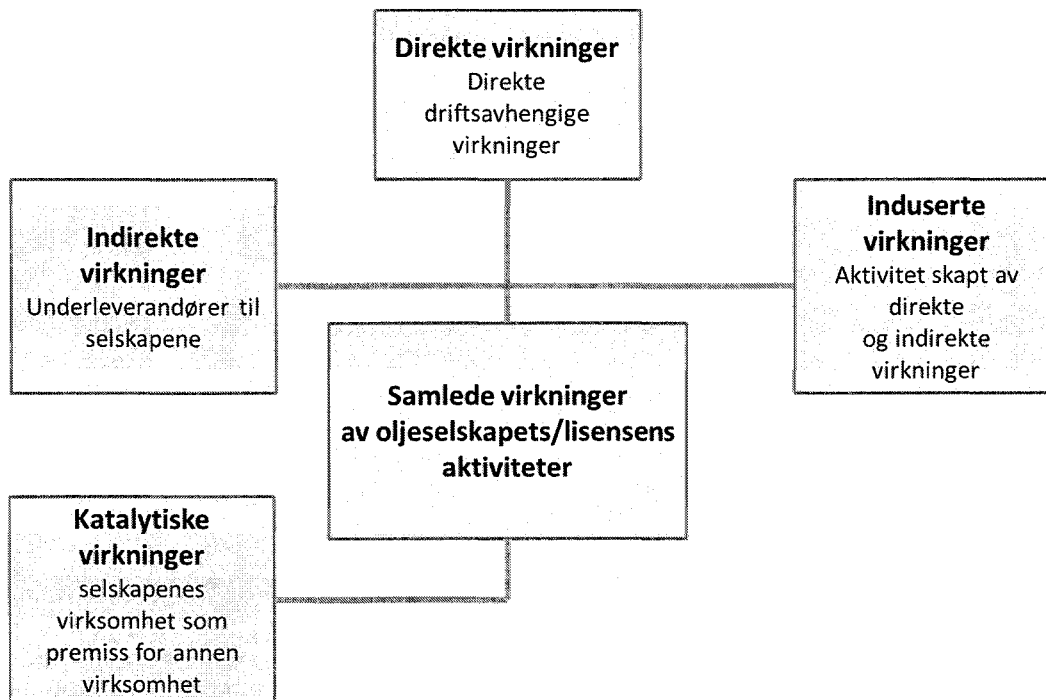 Direkte virkninger
Direkte
driftsavhengige
virkninger
Indirekte
virkninger
Underleverandører til
selskapene
Induserte
virkninger
Aktivitet skapt av
direkte
og indirekte
virkninger
Samlede virkninger
av oljeselskapets/lisensens
aktiviteter
Katalytiske
virkninger
selskapenes
virksomhet som
premiss for annen
virksomhet